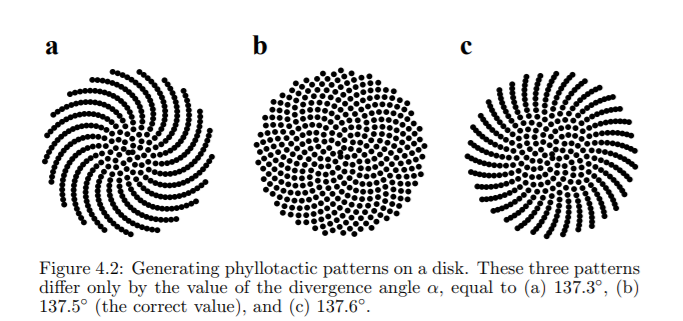 a b c
Figure 4.2: Generating phyllotactic patterns on a disk. These three patterns
differ only by the value of the divergence angle α, equal to (a) 137.3°, (b)
137.5° (the correct value), and (c) 137.6°.